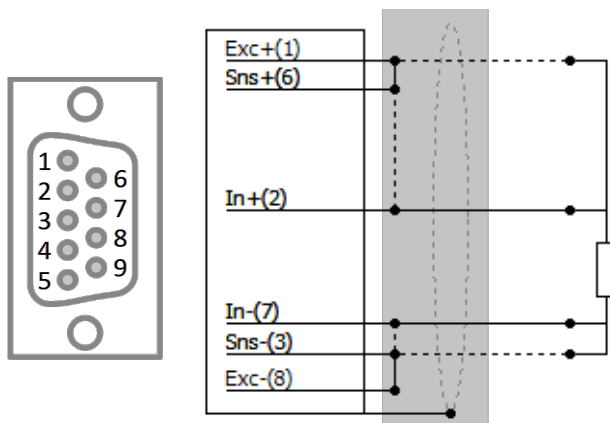 1
2
3
4
5
6
7
8
9
Exc+(1)
Sns+(6)
In+(2)
In-(7)
Sns-(3)
Exc-(8)